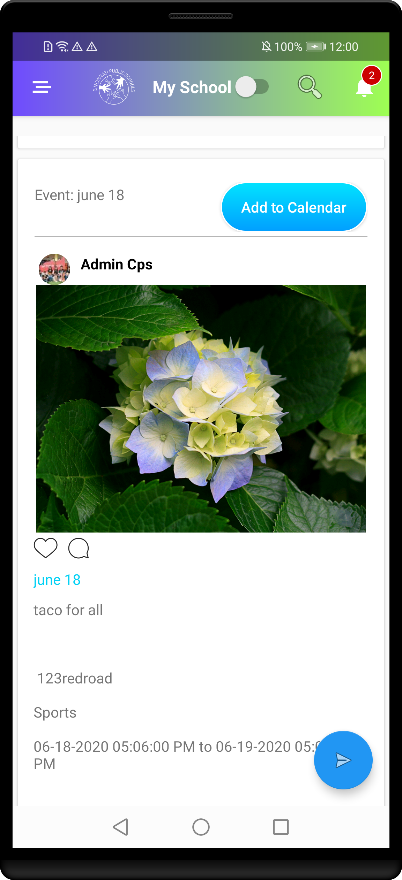 100% 12:00
My School
2
Event: june 18
Add to Calendar
Admin Cps
june 18
taco for all
123redroad
Sports
06-18-2020 05:06:00 PM to 06-19-2020
PM